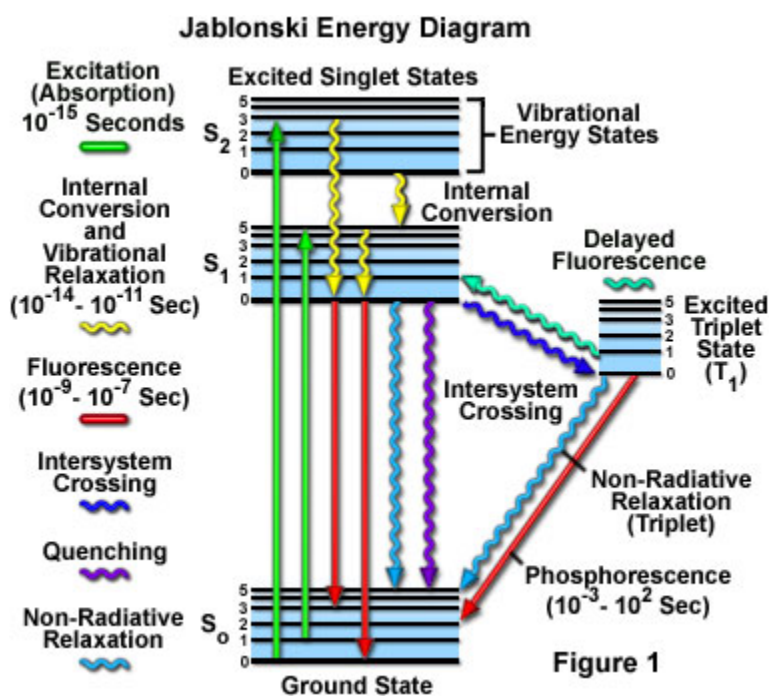 Jablonski Energy Diagram
Excitation
(Absorption)
10⁻¹⁵ Seconds
Internal
Conversion
and
Vibrational
Relaxation
(10⁻¹⁴ - 10⁻¹¹ Sec)
Fluorescence
(10⁻⁹ - 10⁻⁷ Sec)
Intersystem
Crossing
Quenching
Non-Radiative
Relaxation
Excited Singlet States
S₂
5
3
2
1
0
Vibrational
Energy States
Internal
Conversion
S₁
5
3
2
1
0
Delayed
Fluorescence
5
3
2
1
0
Excited
Triplet
State
(T₁)
Intersystem
Crossing
Non-Radiative
Relaxation
(Triplet)
Phosphorescence
(10⁻³ - 10² Sec)
S₀
5
3
2
1
0
Ground State
Figure 1